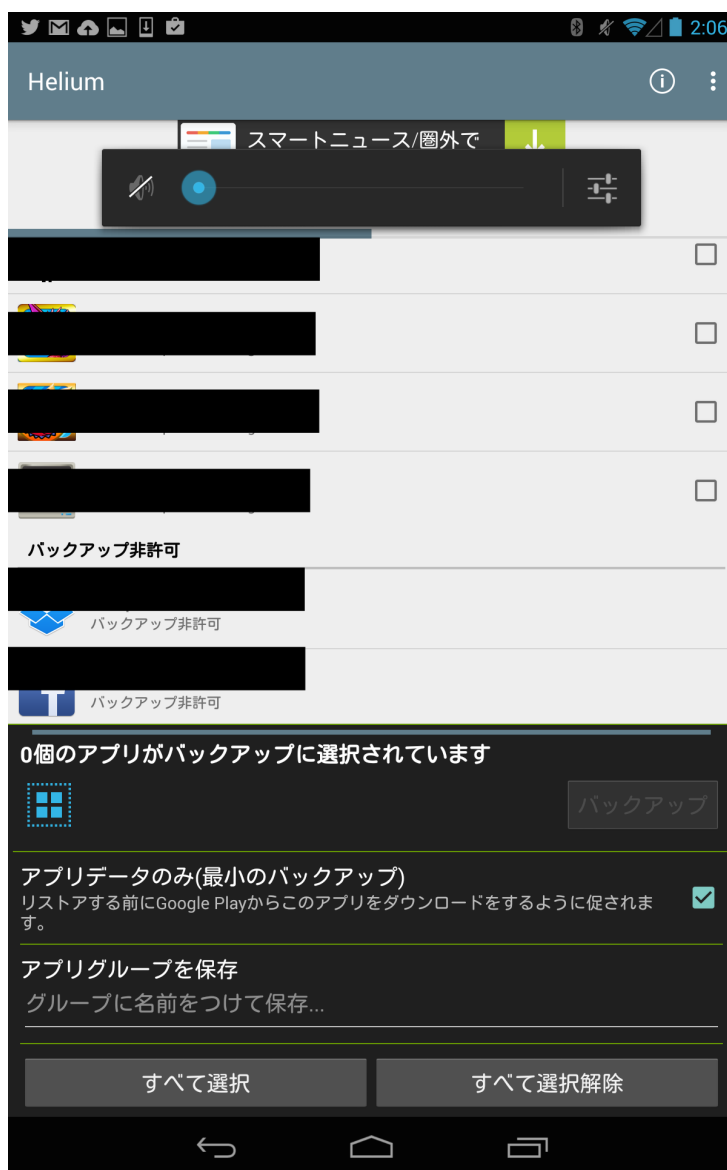 2:06
Helium
スマートニュース/圏外で
バックアップ非許可
バックアップ非許可
バックアップ非許可
0個のアプリがバックアップに選択されています
バックアップ
アプリデータのみ(最小のバックアップ)
リストアする前にGoogle Playからこのアプリをダウンロードをするように促されま
す。
アプリグループを保存
グループに名前をつけて保存...
すべて選択
すべて選択解除